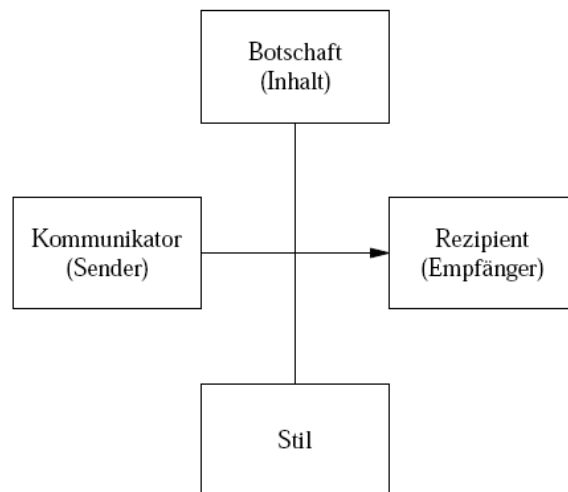 Botschaft
(Inhalt)
Kommunikator
(Sender)
Rezipient
(Empfänger)
Stil